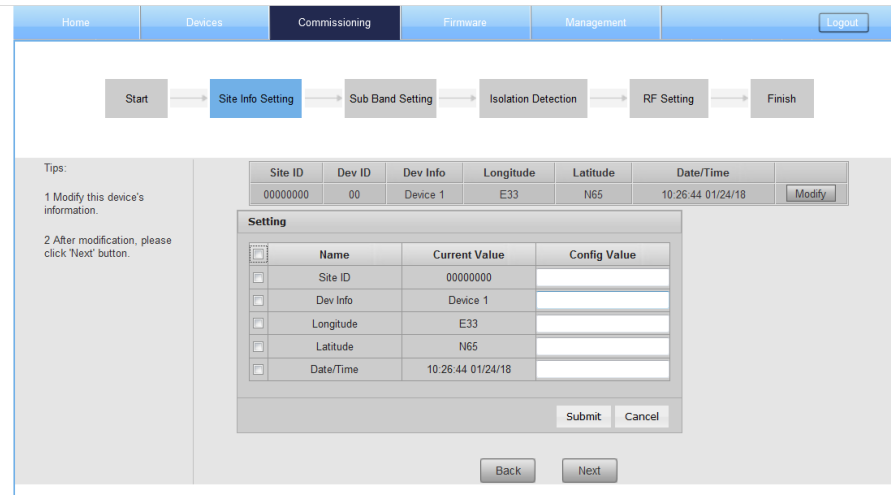 Home Devices Commissioning Firmware Management Logout
Start Site Info Setting Sub Band Setting Isolation Detection RF Setting Finish
Tips:
1 Modify this device's
information.
2 After modification, please
click 'Next' button.
Site ID Dev ID Dev Info Longitude Latitude Date/Time
00000000 00 Device 1 E33 N65 10:26:44 01/24/18 Modify
Setting
Name Current Value Config Value
Site ID 00000000
Dev Info Device 1
Longitude E33
Latitude N65
Date/Time 10:26:44 01/24/18
Submit Cancel
Back Next